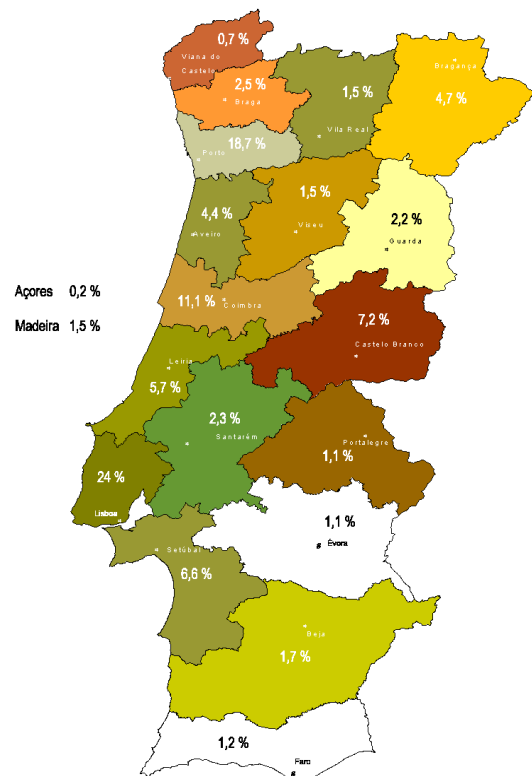 0,7 %
Viana do
Castelo
2,5 %
Braga
1,5 %
Vila Real
Bragança
4,7 %
18,7 %
Porto
4,4 %
Aveiro
1,5 %
Viseu
2,2 %
Guarda
Açores 0,2 %
Madeira 1,5 %
11,1 %
Coimbra
7,2 %
Castelo Branco
Leiria
5,7 %
2,3 %
Santarém
Portalegre
1,1 %
24 %
Lisboa
1,1 %
Évora
Setúbal
6,6 %
Beja
1,7 %
1,2 %
Faro